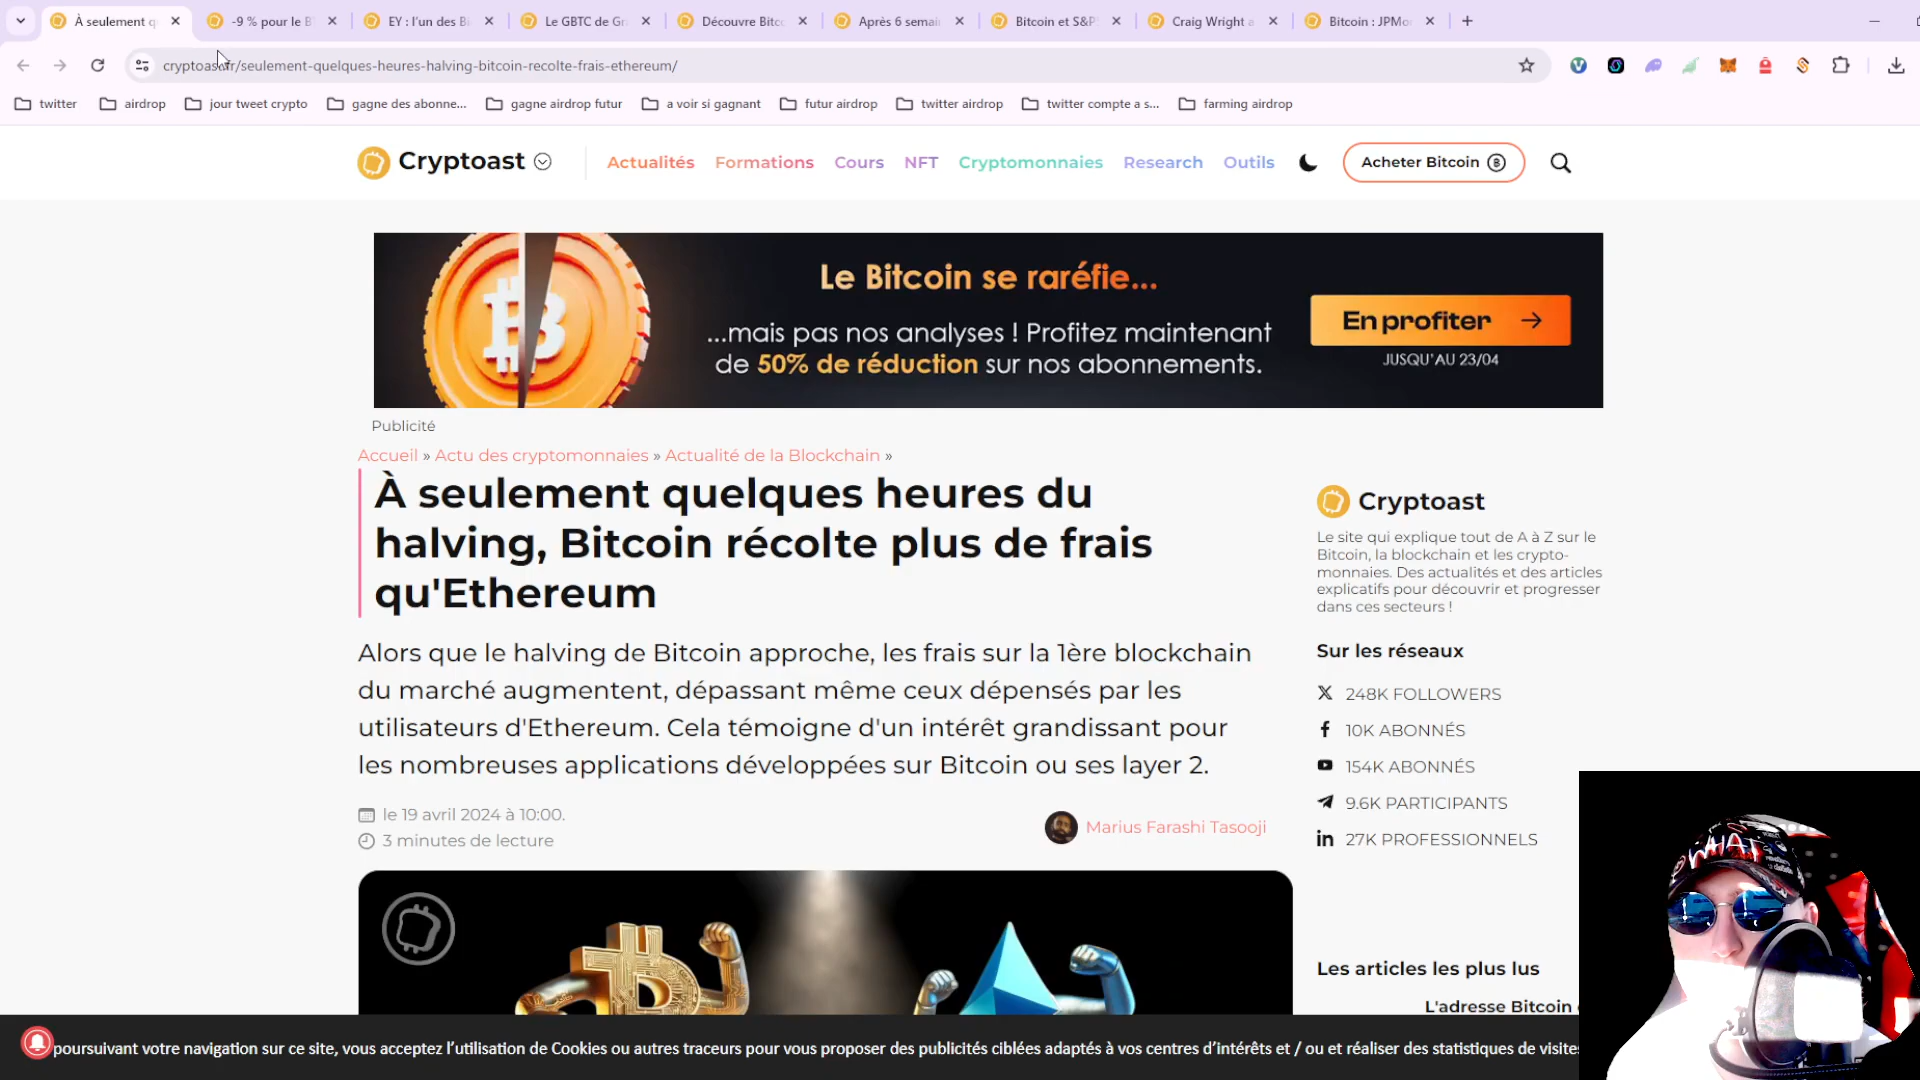 À seulement q
-9 % pour le B
EY : l'un des Bi
Le GBTC de Gr
Découvre Bitc
Après 6 semai
Bitcoin et S&P
Craig Wright a
Bitcoin : JPMo
/seulement-quelques-heures-halving-bitcoin-recolte-frais-ethereum/
twitter
airdrop
jour tweet crypto
gagne des abonne...
gagne airdrop futur
a voir si gagnant
futur airdrop
twitter airdrop
twitter compte a s...
farming airdrop
Cryptoast
Actualités
Formations
Cours
NFT
Cryptomonnaies
Research
Outils
Acheter Bitcoin
Le Bitcoin se raréfie...
...mais pas nos analyses ! Profitez maintenant
de 50% de réduction sur nos abonnements.
En profiter →
JUSQU'AU 23/04
Publicité
Accueil » Actu des cryptomonnaies » Actualité de la Blockchain »
À seulement quelques heures du
halving, Bitcoin récolte plus de frais
qu'Ethereum
Alors que le halving de Bitcoin approche, les frais sur la 1ère blockchain
du marché augmentent, dépassant même ceux dépensés par les
utilisateurs d'Ethereum. Cela témoigne d'un intérêt grandissant pour
les nombreuses applications développées sur Bitcoin ou ses layer 2.
le 19 avril 2024 à 10:00.
3 minutes de lecture
Marius Farashi Tasooji
Cryptoast
Le site qui explique tout de A à Z sur le
Bitcoin, la blockchain et les crypto-
monnaies. Des actualités et des articles
explicatifs pour découvrir et progresser
dans ces secteurs !
Sur les réseaux
248K FOLLOWERS
10K ABONNÉS
154K ABONNÉS
9.6K PARTICIPANTS
27K PROFESSIONNELS
Les articles les plus lus
L'adresse Bitcoin
poursuivant votre navigation sur ce site, vous acceptez l'utilisation de Cookies ou autres traceurs pour vous proposer des publicités ciblées adaptés à vos centres d'intérêts et / ou et réaliser des statistiques de visites
WHAT